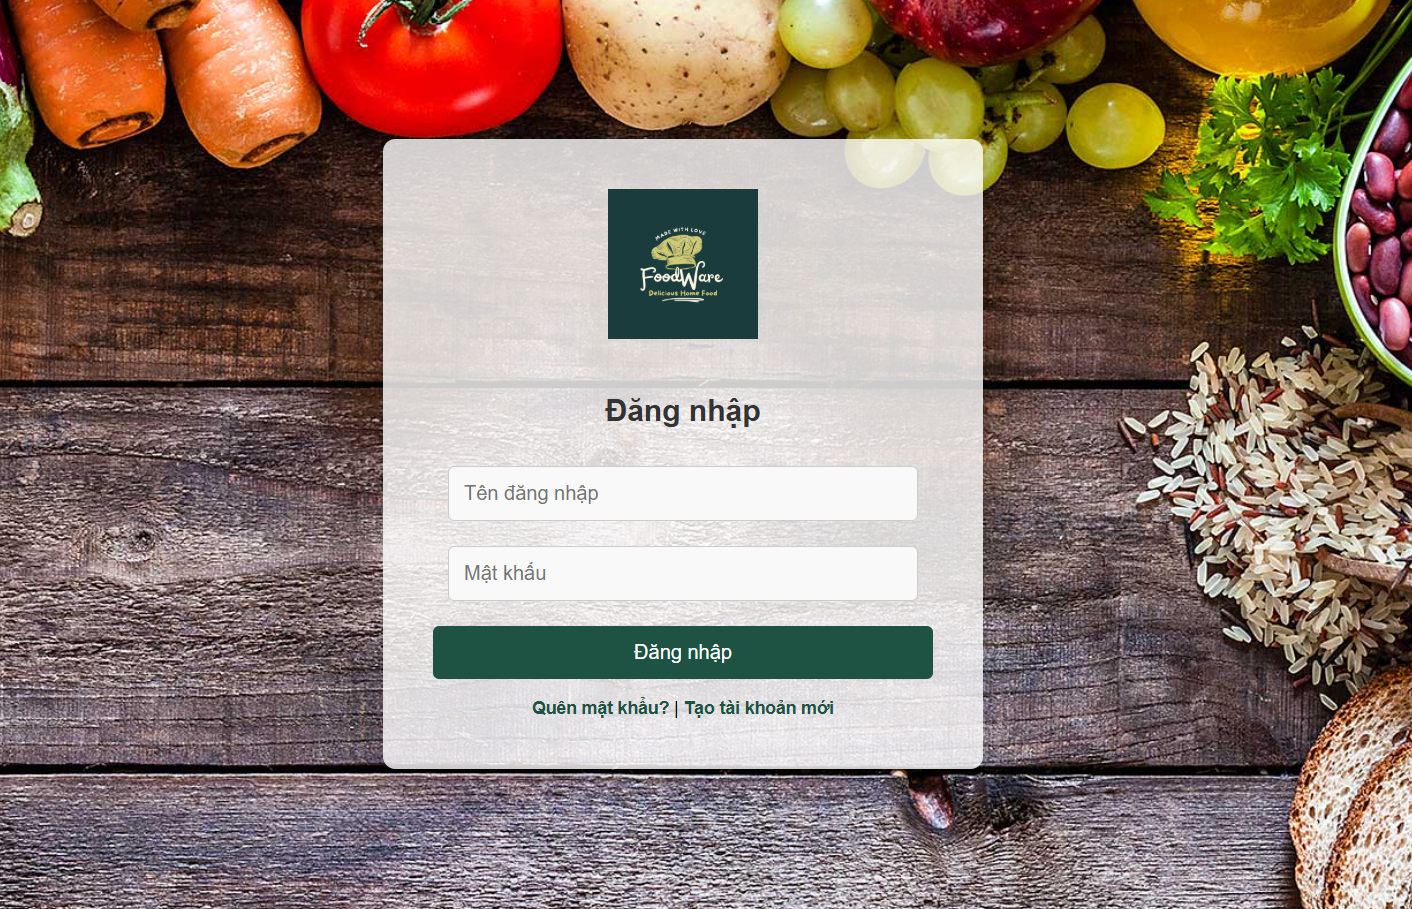 MADE WITH LOVE
FoodWare
Delicious Home Food
Đăng nhập
Tên đăng nhập
Mật khẩu
Đăng nhập
Quên mật khẩu? | Tạo tài khoản mới